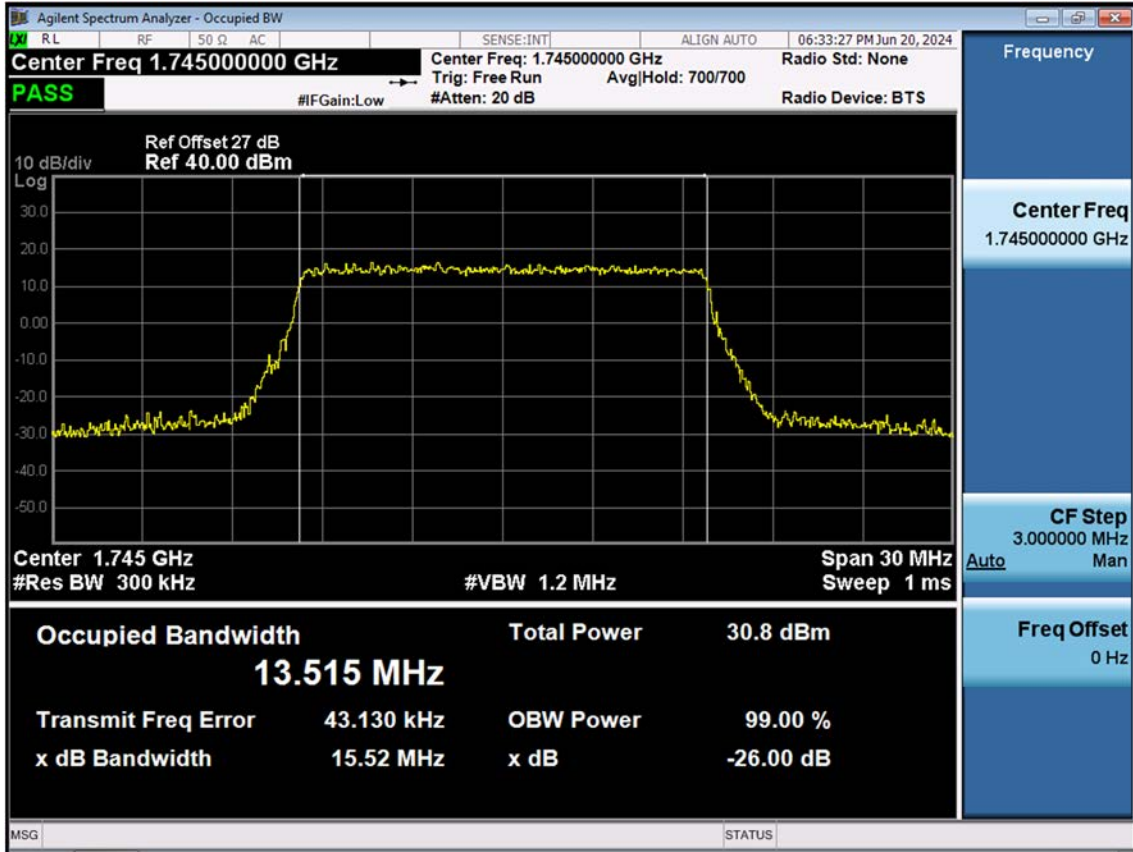 Agilent Spectrum Analyzer - Occupied BW
LXI RL RF 50 Ω AC SENSE:INT ALIGN AUTO 06:33:27 PM Jun 20, 2024
Center Freq 1.745000000 GHz
PASS
#IFGain:Low
Center Freq: 1.745000000 GHz
Trig: Free Run Avg|Hold: 700/700
#Atten: 20 dB
Radio Std: None
Radio Device: BTS
Ref Offset 27 dB
10 dB/div Ref 40.00 dBm
Log
30.0
20.0
10.0
0.00
-10.0
-20.0
-30.0
-40.0
-50.0
Center 1.745 GHz Span 30 MHz
#Res BW 300 kHz #VBW 1.2 MHz Sweep 1 ms
Occupied Bandwidth Total Power 30.8 dBm
13.515 MHz
Transmit Freq Error 43.130 kHz OBW Power 99.00 %
x dB Bandwidth 15.52 MHz x dB -26.00 dB
MSG STATUS
Frequency
Center Freq
1.745000000 GHz
CF Step
3.000000 MHz
Auto Man
Freq Offset
0 Hz